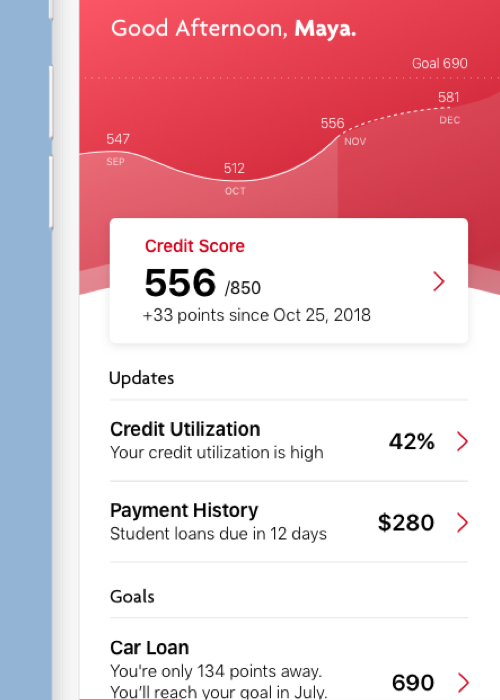 Good Afternoon, Maya.
Goal 690
581
DEC
556
NOV
547
SEP
512
OCT
Credit Score
556 /850
+33 points since Oct 25, 2018
Updates
Credit Utilization
Your credit utilization is high
42%
Payment History
Student loans due in 12 days
$280
Goals
Car Loan
You're only 134 points away.
You'll reach your goal in July.
690